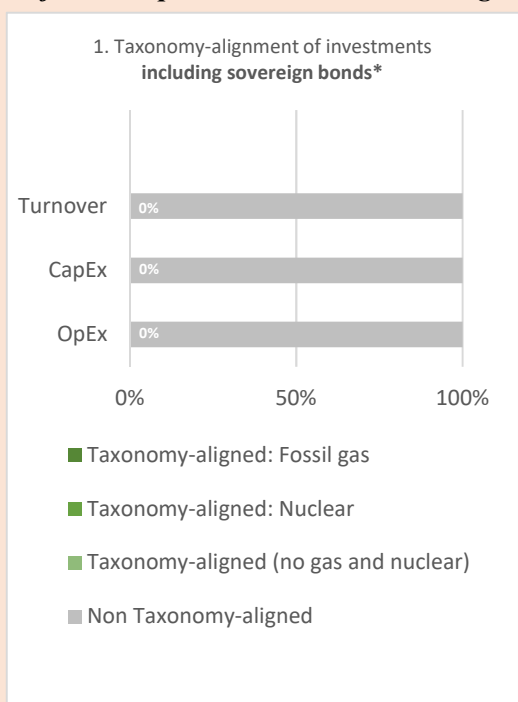 1. Taxonomy-alignment of investments
including sovereign bonds*
Turnover 0%
CapEx 0%
OpEx 0%
0% 50% 100%
Taxonomy-aligned: Fossil gas
Taxonomy-aligned: Nuclear
Taxonomy-aligned (no gas and nuclear)
Non Taxonomy-aligned